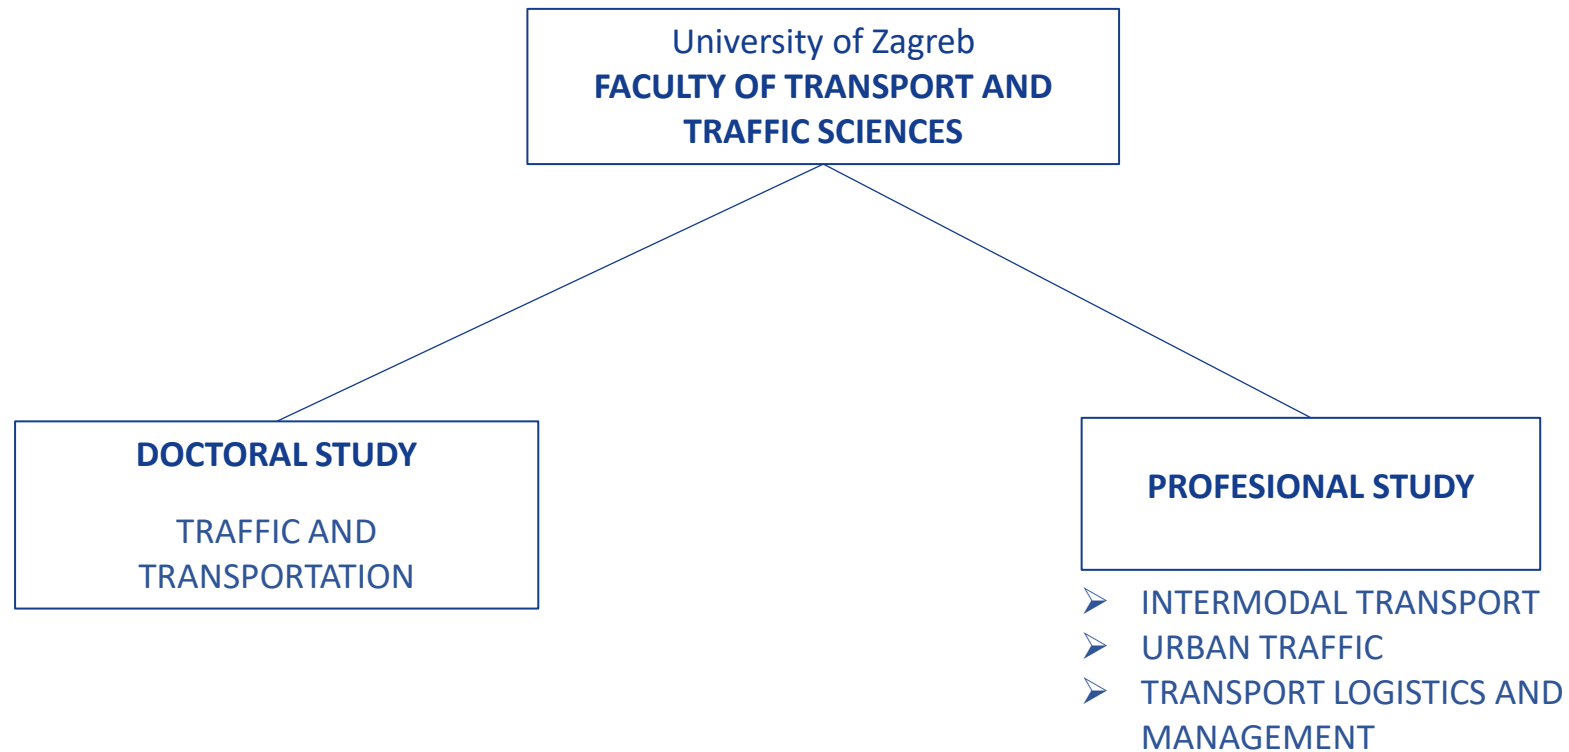 University of Zagreb
FACULTY OF TRANSPORT AND
TRAFFIC SCIENCES
DOCTORAL STUDY
TRAFFIC AND
TRANSPORTATION
PROFESIONAL STUDY
➢ INTERMODAL TRANSPORT
➢ URBAN TRAFFIC
➢ TRANSPORT LOGISTICS AND
MANAGEMENT